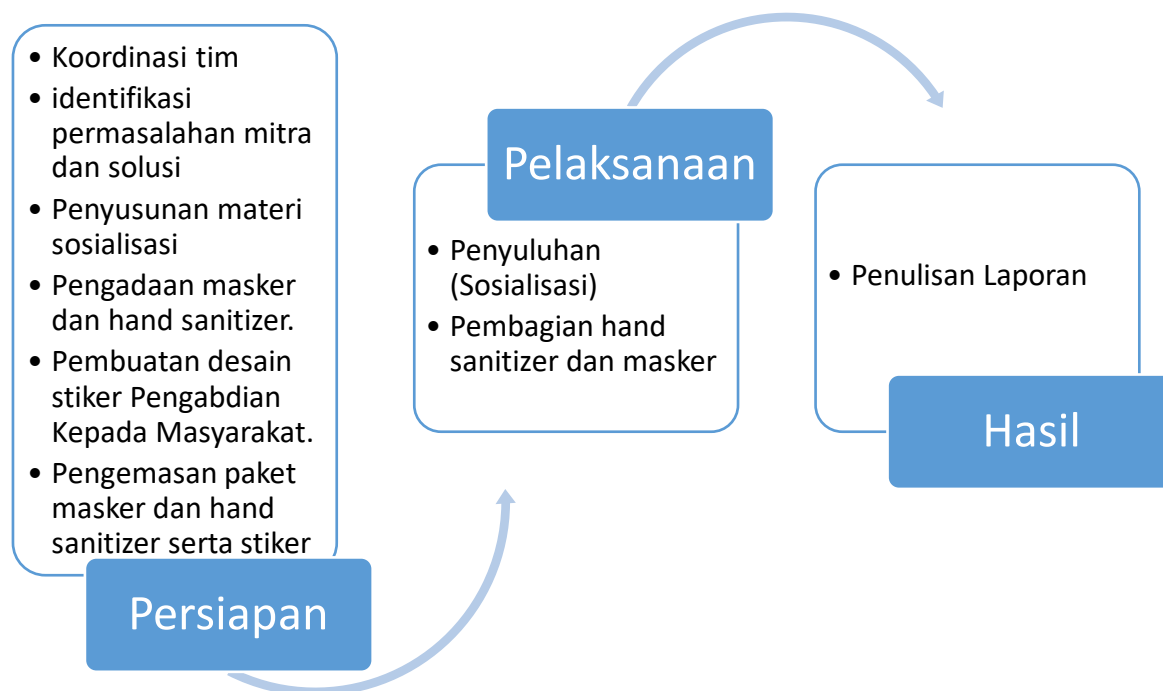 • Koordinasi tim
• identifikasi
permasalahan mitra
dan solusi
• Penyusunan materi
sosialisasi
• Pengadaan masker
dan hand sanitizer.
• Pembuatan desain
stiker Pengabdian
Kepada Masyarakat.
• Pengemasan paket
masker dan hand
sanitizer serta stiker
Persiapan
Pelaksanaan
• Penyuluhan
(Sosialisasi)
• Pembagian hand
sanitizer dan masker
• Penulisan Laporan
Hasil